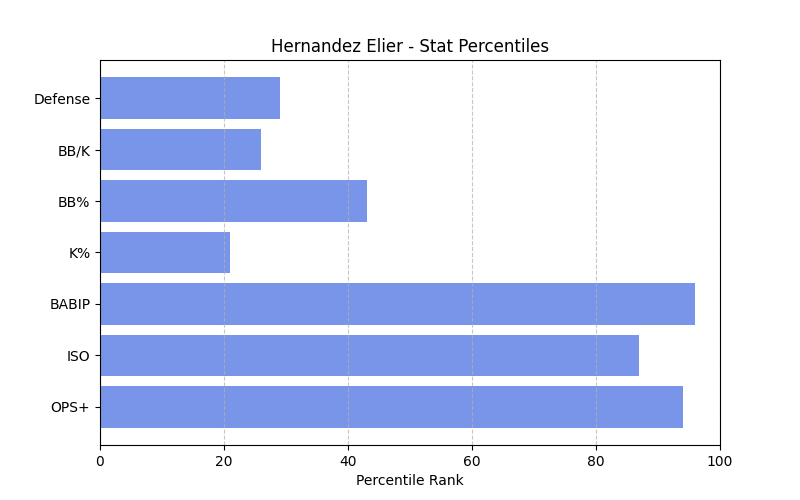 Hernandez Elier - Stat Percentiles
Defense
BB/K
BB%
K%
BABIP
ISO
OPS+
0 20 40 60 80 100
Percentile Rank